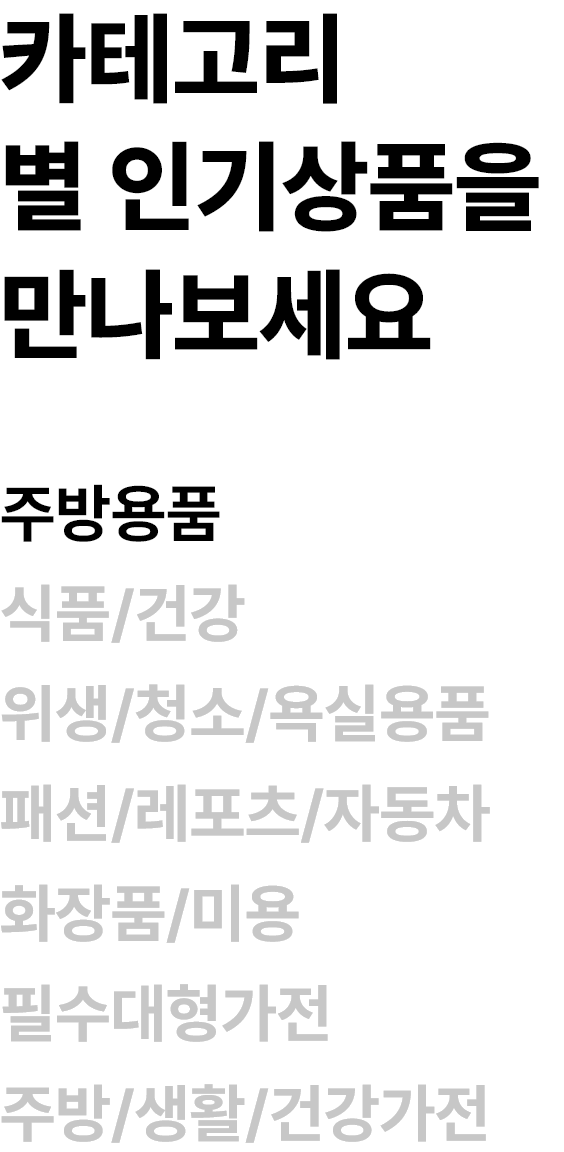 카테고리
별 인기상품을
만나보세요
주방용품
식품/건강
위생/청소/욕실용품
패션/레포츠/자동차
화장품/미용
필수대형가전
주방/생활/건강가전